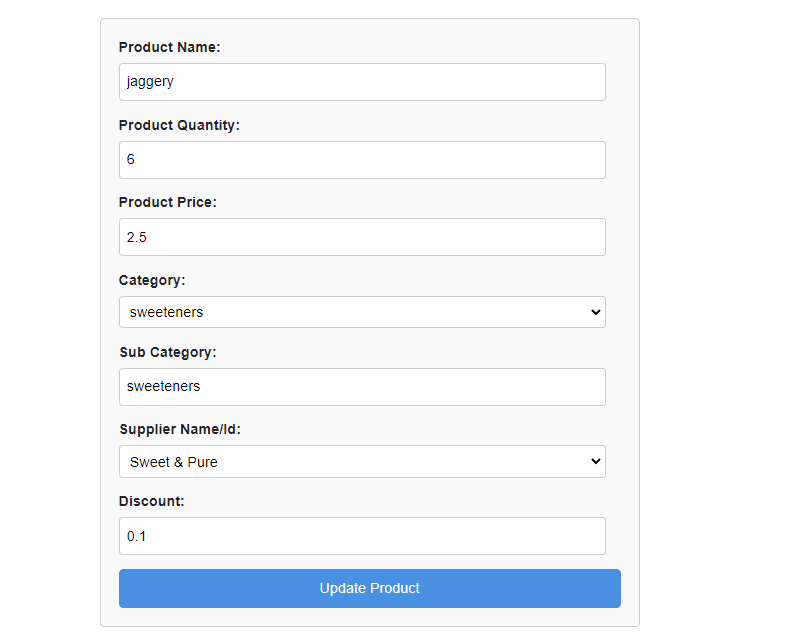 Product Name:
jaggery
Product Quantity:
6
Product Price:
2.5
Category:
sweeteners
Sub Category:
sweeteners
Supplier Name/Id:
Sweet & Pure
Discount:
0.1
Update Product